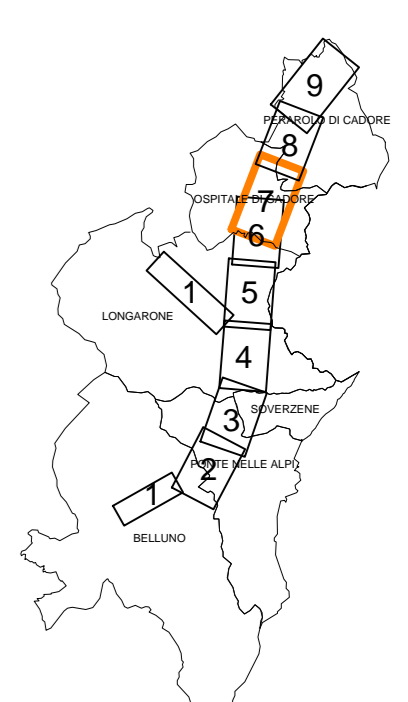 9
PERAROLO DI CADORE
8
OSPITALE DI CADORE
7
6
1
5
LONGARONE
4
SOVERZENE
3
PONTE NELLE ALPI
2
1
BELLUNO